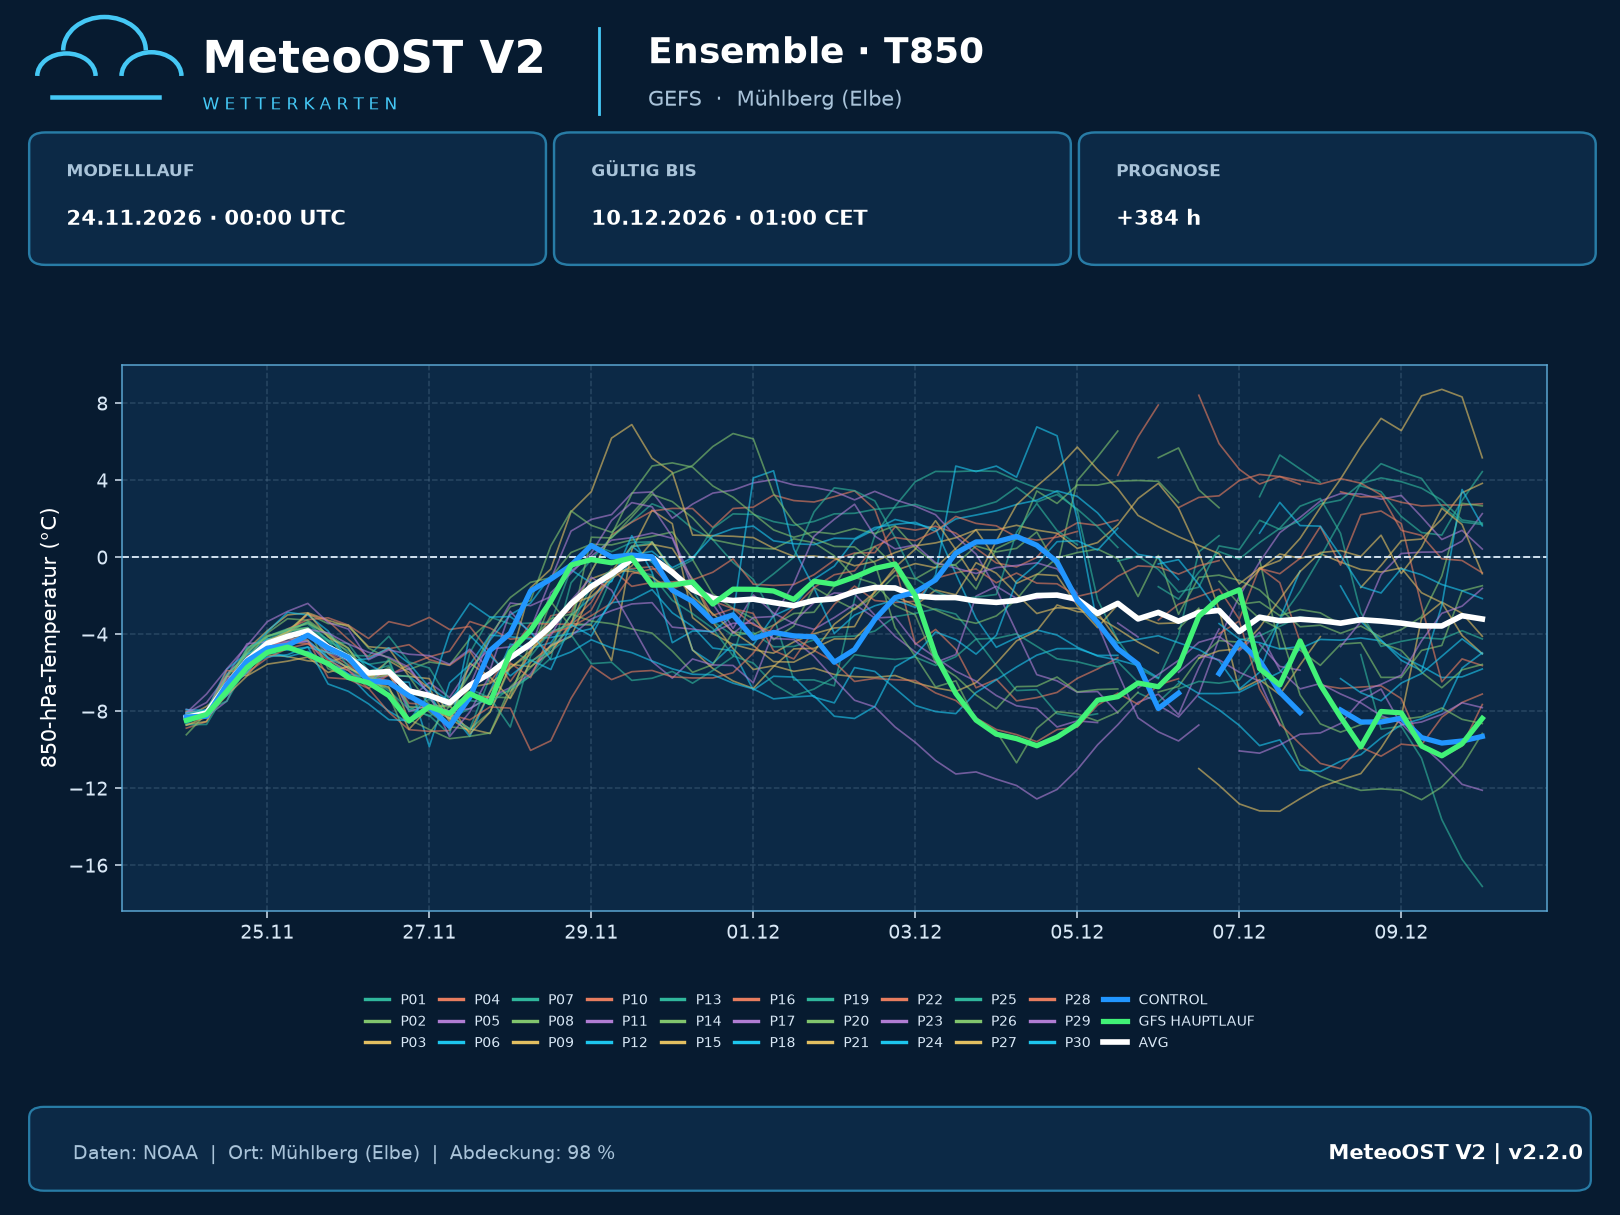 MeteoOST V2
WETTERKARTEN
Ensemble · T850
GEFS · Mühlberg (Elbe)
MODELLLAUF
24.11.2026 · 00:00 UTC
GÜLTIG BIS
10.12.2026 · 01:00 CET
PROGNOSE
+384 h
850-hPa-Temperatur (°C)
8
4
0
−4
−8
−12
−16
25.11 27.11 29.11 01.12 03.12 05.12 07.12 09.12
P01 P04 P07 P10 P13 P16 P19 P22 P25 P28 CONTROL
P02 P05 P08 P11 P14 P17 P20 P23 P26 P29 GFS HAUPTLAUF
P03 P06 P09 P12 P15 P18 P21 P24 P27 P30 AVG
Daten: NOAA | Ort: Mühlberg (Elbe) | Abdeckung: 98 %
MeteoOST V2 | v2.2.0